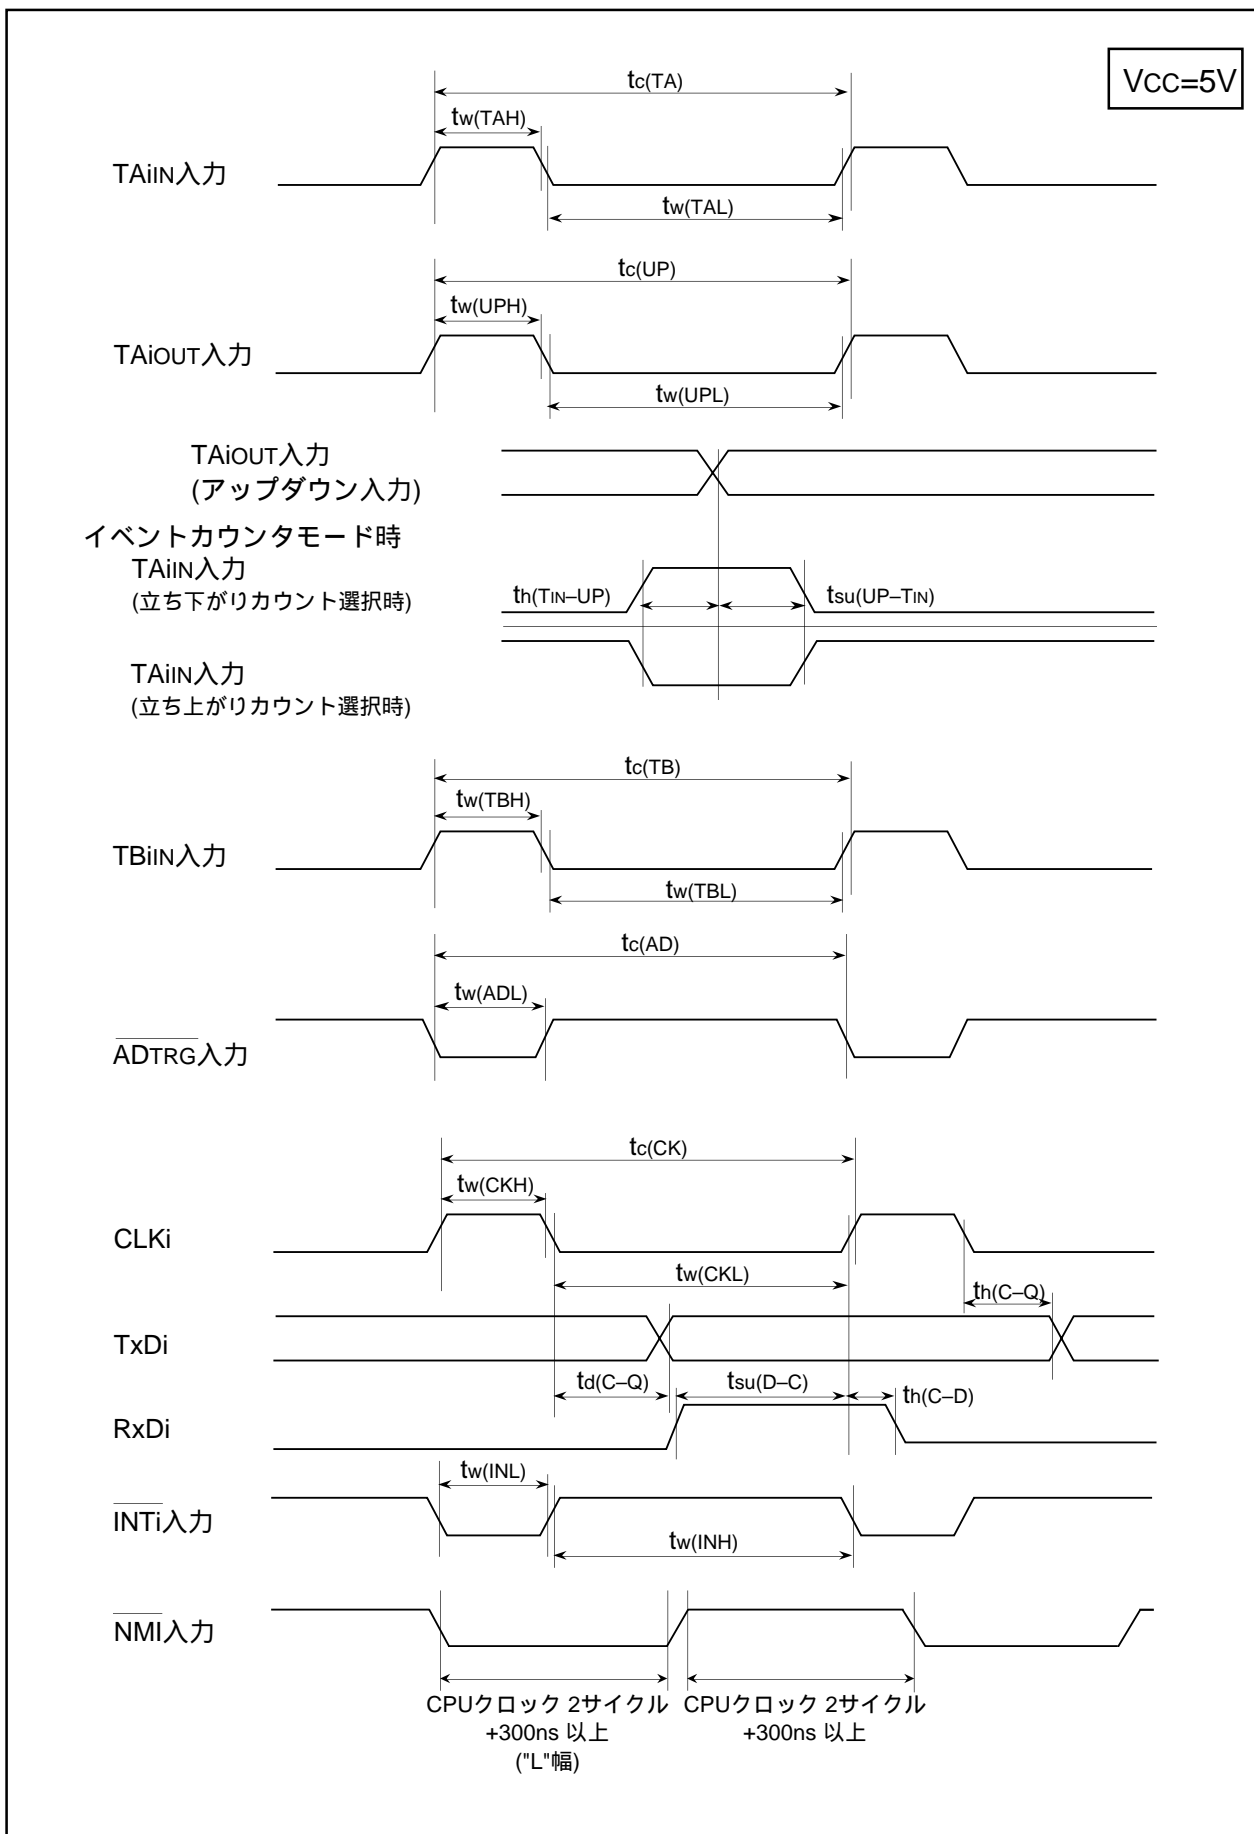 VCC=5V
tc(TA)
tw(TAH)
TAiIN入力
tw(TAL)
tc(UP)
tw(UPH)
TAiOUT入力
tw(UPL)
TAiOUT入力
(アップダウン入力)
イベントカウンタモード時
TAiIN入力
(立ち下がりカウント選択時)
th(TIN–UP)
tsu(UP–TIN)
TAiIN入力
(立ち上がりカウント選択時)
tc(TB)
tw(TBH)
TBiIN入力
tw(TBL)
tc(AD)
tw(ADL)
ADTRG入力
tc(CK)
tw(CKH)
CLKi
tw(CKL)
th(C–Q)
TxDi
td(C–Q)
tsu(D–C)
th(C–D)
RxDi
tw(INL)
INTi入力
tw(INH)
NMI入力
CPUクロック 2サイクル
+300ns 以上
("L"幅)
CPUクロック 2サイクル
+300ns 以上